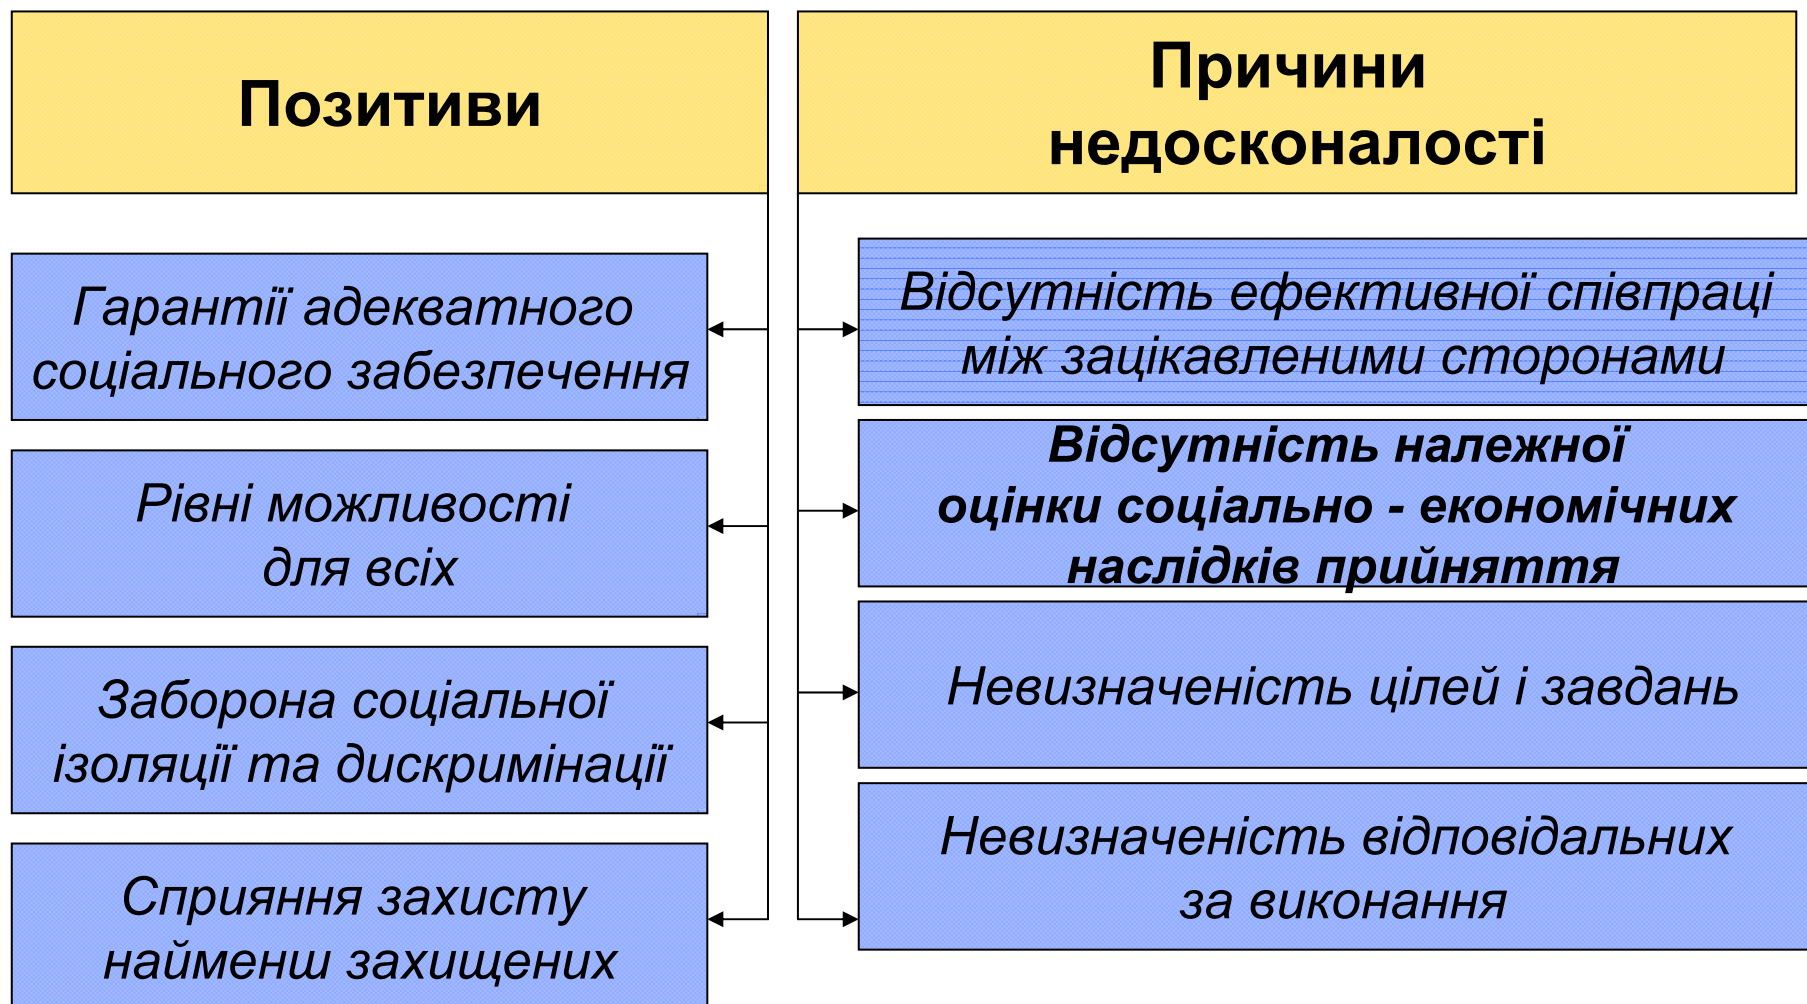 Позитиви
Гарантії адекватного
соціального забезпечення
Рівні можливості
для всіх
Заборона соціальної
ізоляції та дискримінації
Сприяння захисту
найменш захищених
Причини
недосконалості
Відсутність ефективної співпраці
між зацікавленими сторонами
Відсутність належної
оцінки соціально - економічних
наслідків прийняття
Невизначеність цілей і завдань
Невизначеність відповідальних
за виконання